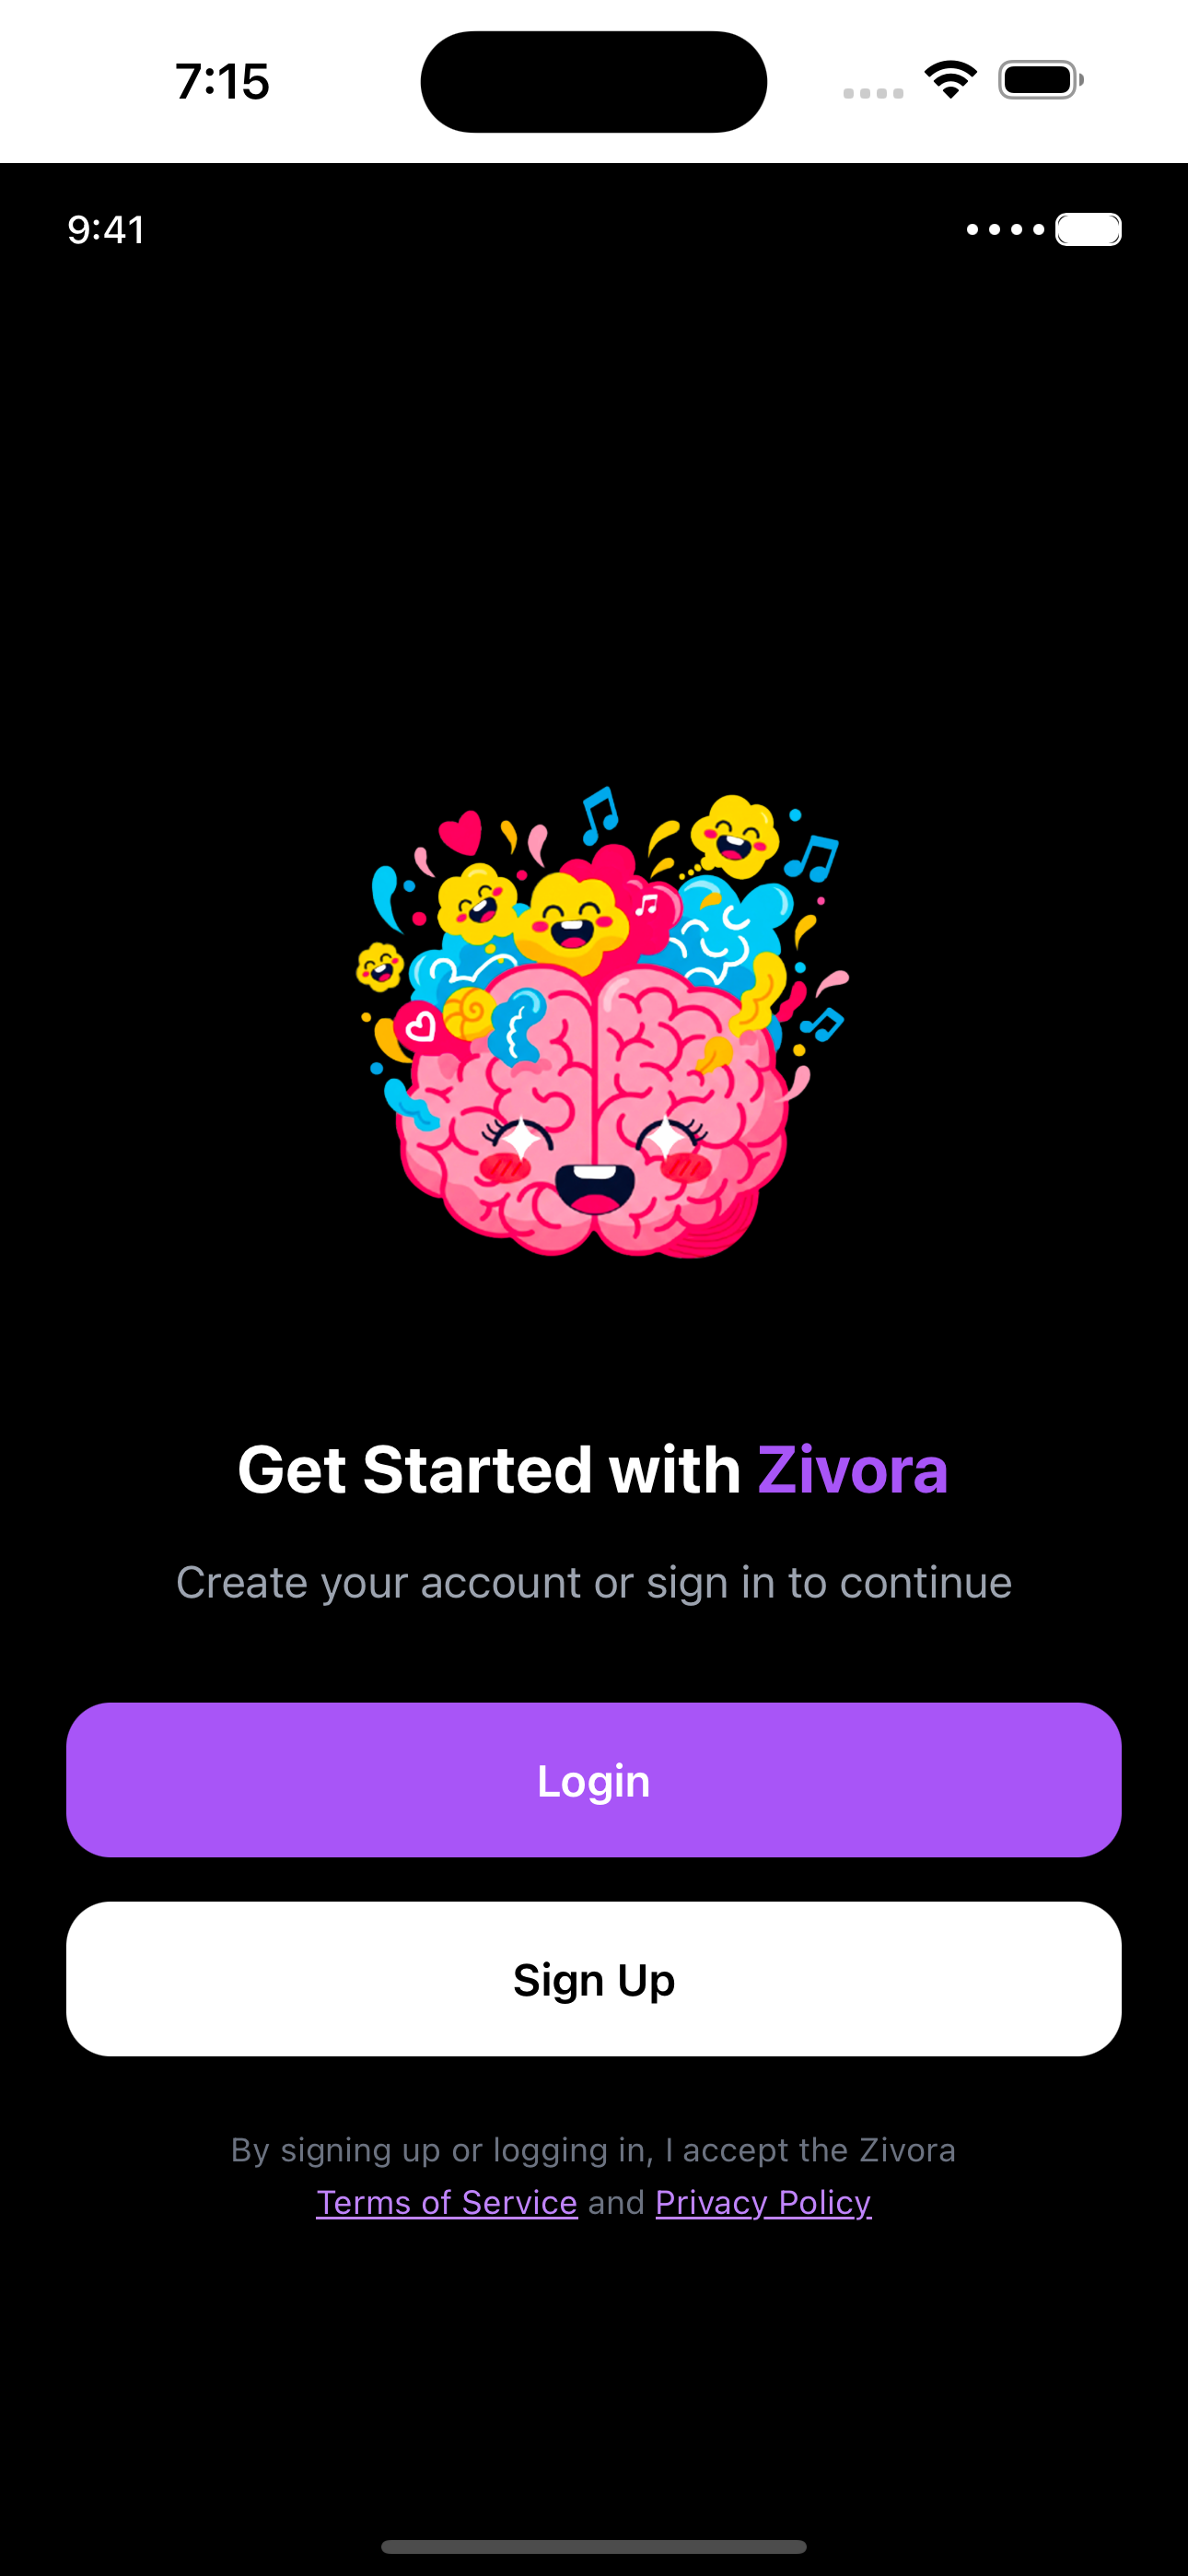 7:15
9:41
Get Started with Zivora
Create your account or sign in to continue
Login
Sign Up
By signing up or logging in, I accept the Zivora
Terms of Service and Privacy Policy